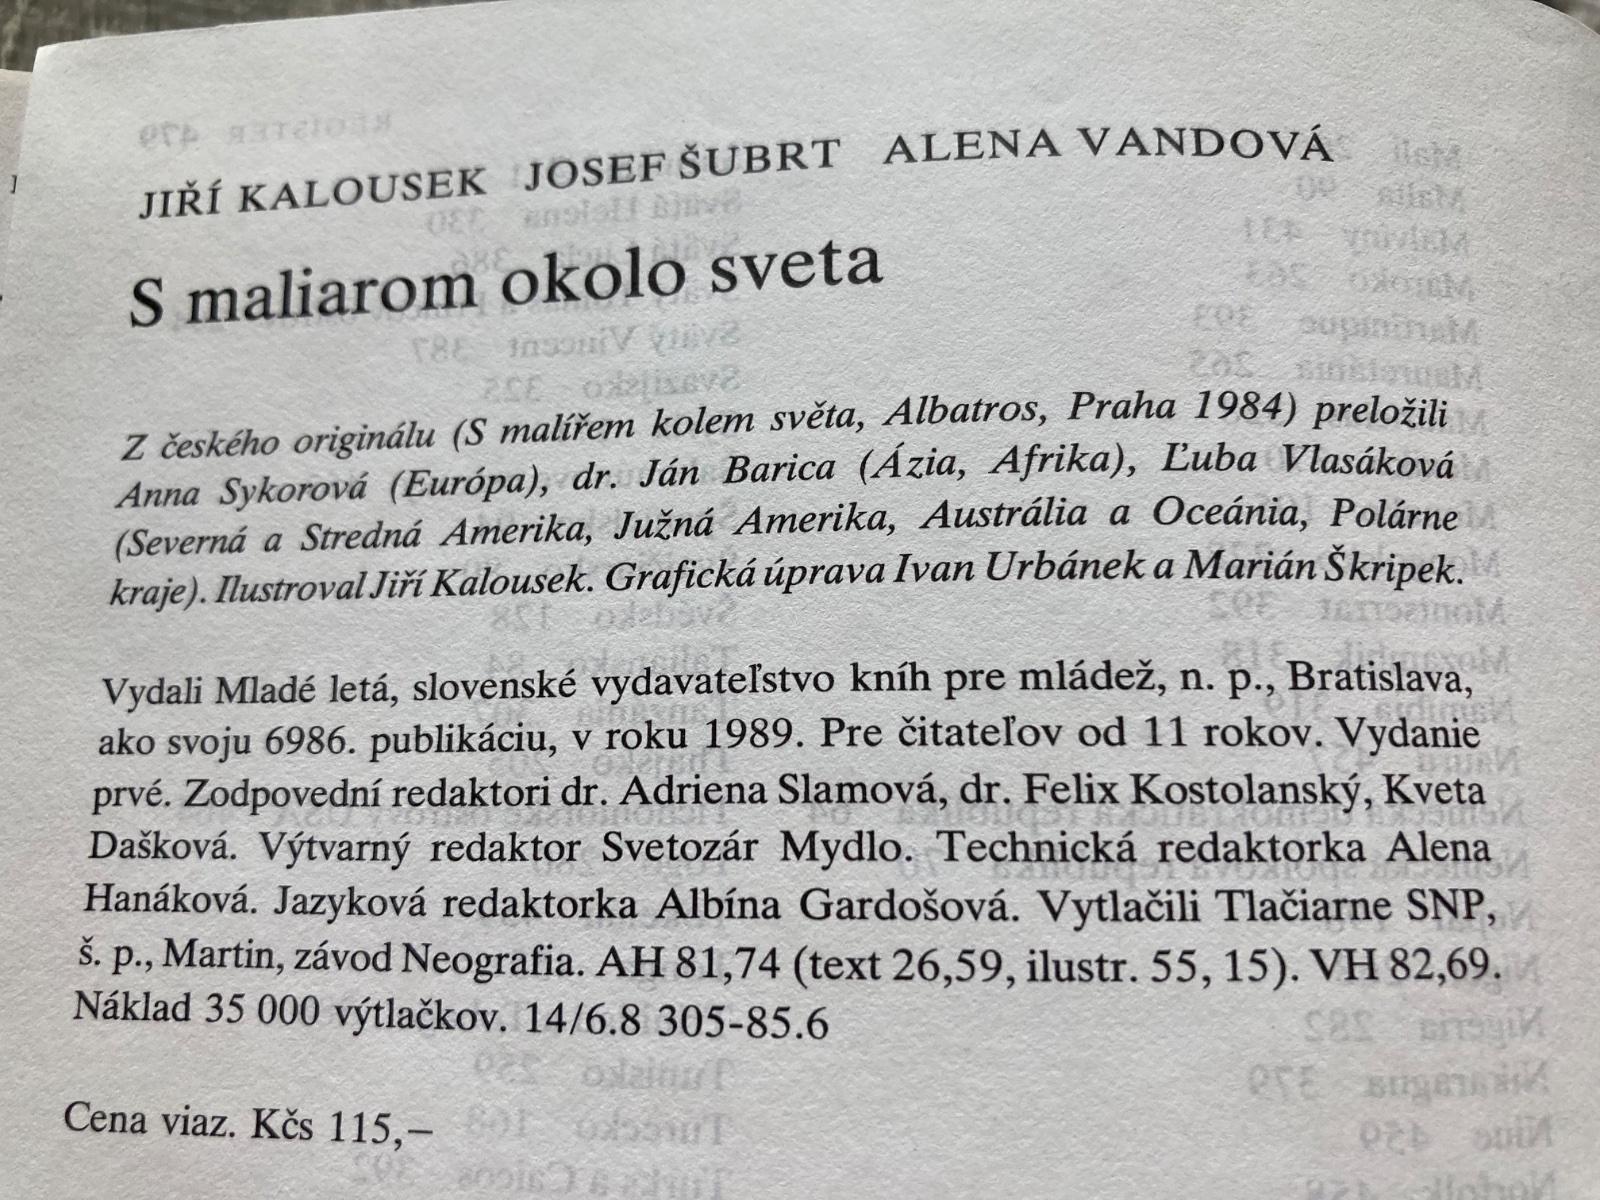 JIŘÍ KALOUSEK JOSEF ŠUBRT ALENA VANDOVÁ
S maliarom okolo sveta
Z českého originálu (S malířem kolem světa, Albatros, Praha 1984) preložili
Anna Sykorová (Európa), dr. Ján Barica (Ázia, Afrika), Ľuba Vlasáková
(Severná a Stredná Amerika, Južná Amerika, Austrália a Oceánia, Polárne
kraje). Ilustroval Jiří Kalousek. Grafická úprava Ivan Urbánek a Marián Škripek.
Vydali Mladé letá, slovenské vydavateľstvo kníh pre mládež, n. p., Bratislava,
ako svoju 6986. publikáciu, v roku 1989. Pre čitateľov od 11 rokov. Vydanie
prvé. Zodpovední redaktori dr. Adriena Slamová, dr. Felix Kostolanský, Kveta
Dašková. Výtvarný redaktor Svetozár Mydlo. Technická redaktorka Alena
Hanáková. Jazyková redaktorka Albína Gardošová. Vytlačili Tlačiarne SNP,
š. p., Martin, závod Neografia. AH 81,74 (text 26,59, ilustr. 55, 15). VH 82,69.
Náklad 35 000 výtlačkov. 14/6.8 305-85.6
Cena viaz. Kčs 115,–